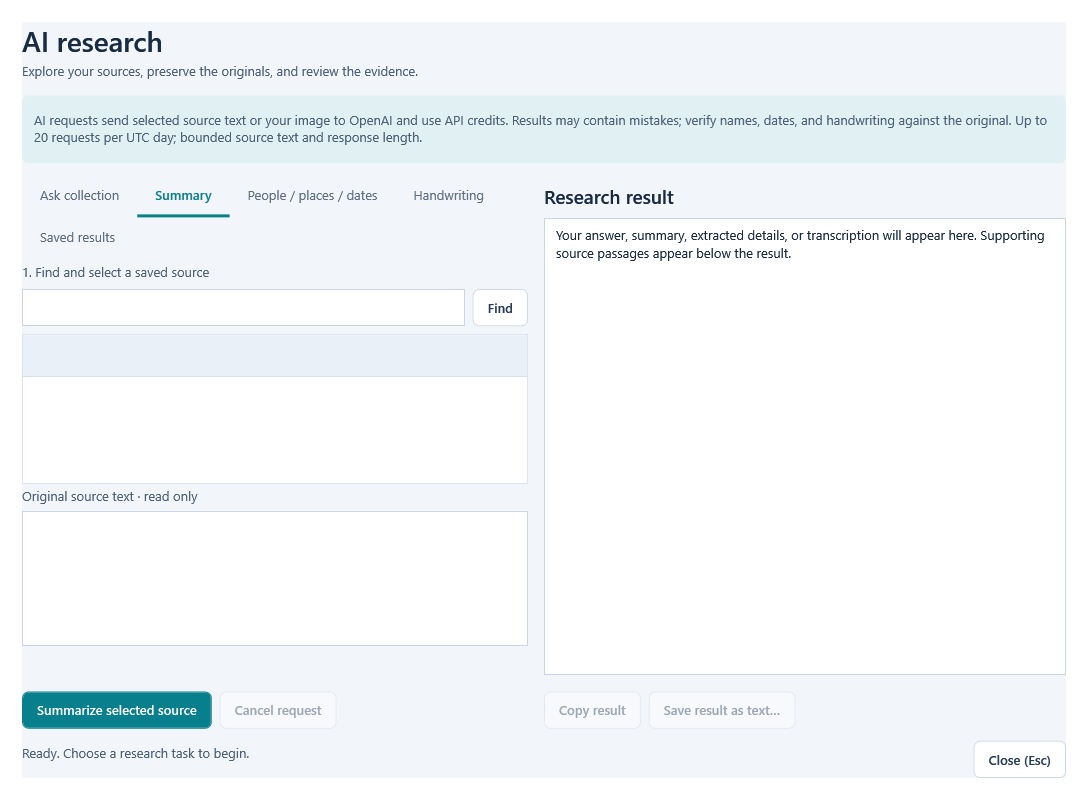 AI research
Explore your sources, preserve the originals, and review the evidence.
AI requests send selected source text or your image to OpenAI and use API credits. Results may contain mistakes; verify names, dates, and handwriting against the original. Up to
20 requests per UTC day; bounded source text and response length.
Ask collection
Summary
People / places / dates
Handwriting
Saved results
1. Find and select a saved source
Find
Original source text · read only
Summarize selected source
Cancel request
Ready. Choose a research task to begin.
Research result
Your answer, summary, extracted details, or transcription will appear here. Supporting
source passages appear below the result.
Copy result
Save result as text...
Close (Esc)